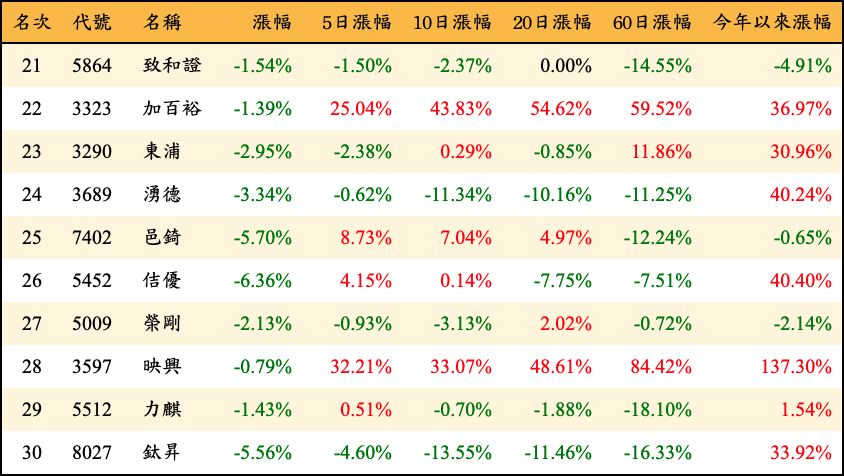 名次 代號 名稱 漲幅 5日漲幅 10日漲幅 20日漲幅 60日漲幅 今年以來漲幅
21 5864 致和證 -1.54% -1.50% -2.37% 0.00% -14.55% -4.91%
22 3323 加百裕 -1.39% 25.04% 43.83% 54.62% 59.52% 36.97%
23 3290 東浦 -2.95% -2.38% 0.29% -0.85% 11.86% 30.96%
24 3689 湧德 -3.34% -0.62% -11.34% -10.16% -11.25% 40.24%
25 7402 邑錡 -5.70% 8.73% 7.04% 4.97% -12.24% -0.65%
26 5452 佶優 -6.36% 4.15% 0.14% -7.75% -7.51% 40.40%
27 5009 榮剛 -2.13% -0.93% -3.13% 2.02% -0.72% -2.14%
28 3597 映興 -0.79% 32.21% 33.07% 48.61% 84.42% 137.30%
29 5512 力麒 -1.43% 0.51% -0.70% -1.88% -18.10% 1.54%
30 8027 鈦昇 -5.56% -4.60% -13.55% -11.46% -16.33% 33.92%